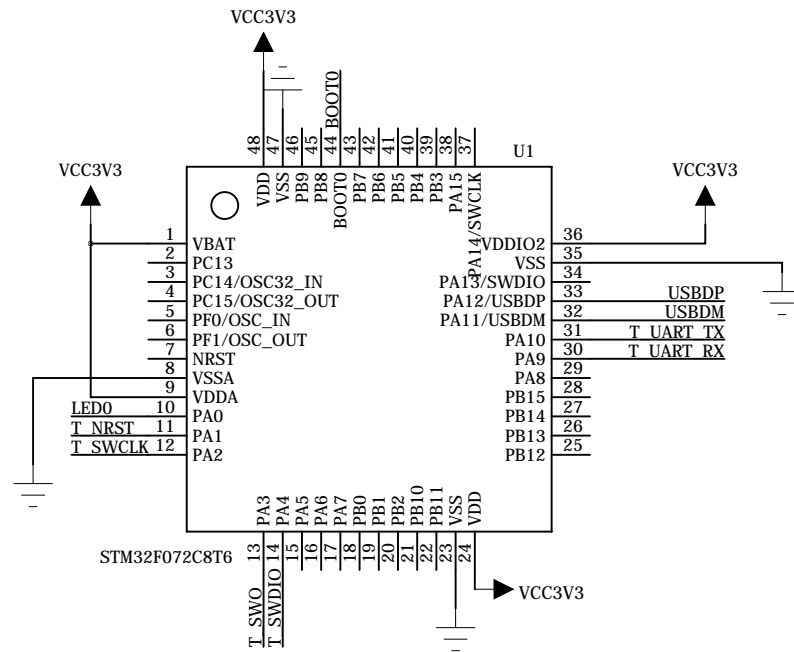 VCC3V3
BOOT0
48 47 46 45 44 43 42 41 40 39 38 37
U1
VDD VSS PB9 PB8 BOOT0 PB7 PB6 PB5 PB4 PB3 PA15 PA14/SWCLK
VCC3V3
VCC3V3
1 VBAT
2 PC13
3 PC14/OSC32_IN
4 PC15/OSC32_OUT
5 PF0/OSC_IN
6 PF1/OSC_OUT
7 NRST
8 VSSA
9 VDDA
LED0 10 PA0
T_NRST 11 PA1
T_SWCLK 12 PA2
VDDIO2 36
VSS 35
PA13/SWDIO 34
PA12/USBDP 33 USBDP
PA11/USBDM 32 USBDM
PA10 31 T_UART_TX
PA9 30 T_UART_RX
PA8 29
PB15 28
PB14 27
PB13 26
PB12 25
PA3 PA4 PA5 PA6 PA7 PB0 PB1 PB2 PB10 PB11 VSS VDD
STM32F072C8T6
13 14 15 16 17 18 19 20 21 22 23 24
T_SWO
T_SWDIO
VCC3V3